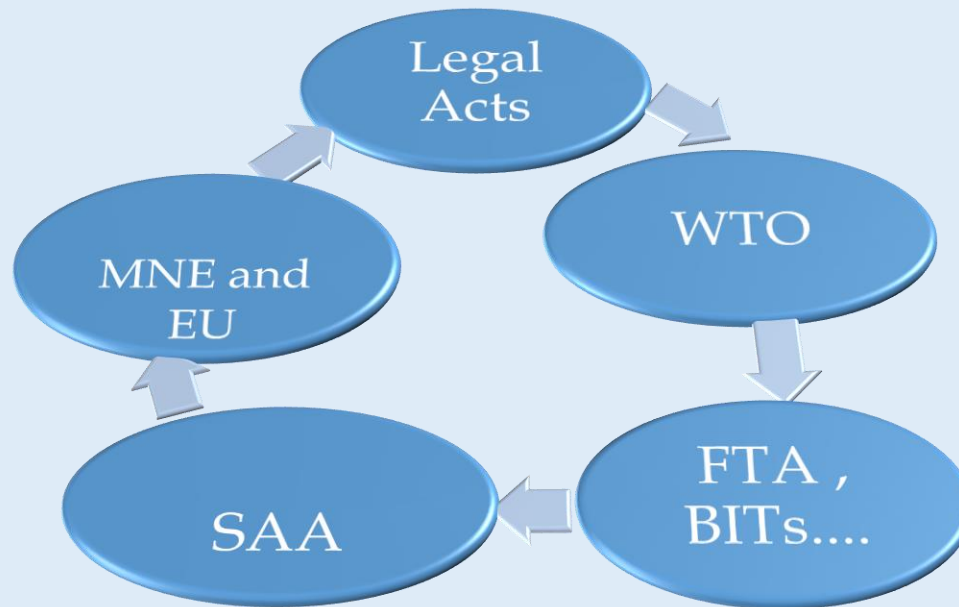 Legal
Acts
WTO
FTA ,
BITs....
SAA
MNE and
EU